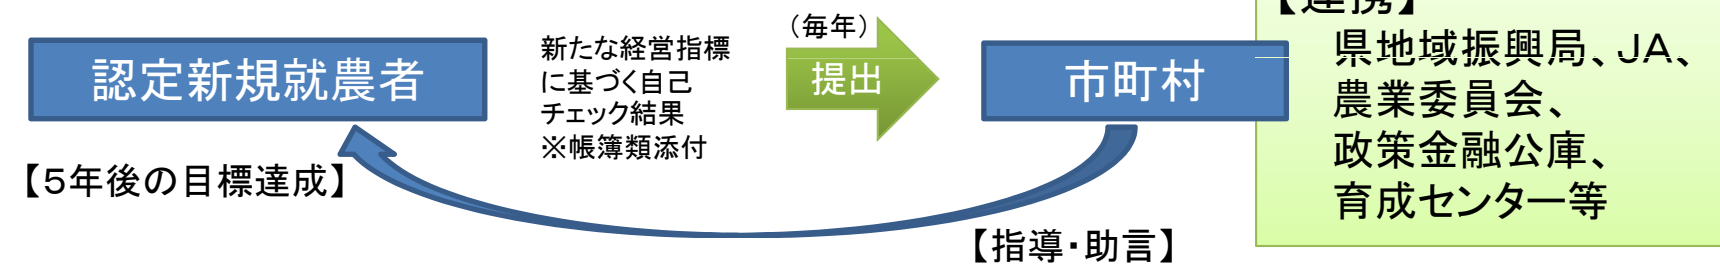 認定新規就農者
【5年後の目標達成】
新たな経営指標
に基づく自己
チェック結果
※帳簿類添付
（毎年）
提出
市町村
【指導・助言】
【連携】
県地域振興局、JA、
農業委員会、
政策金融公庫、
育成センター等